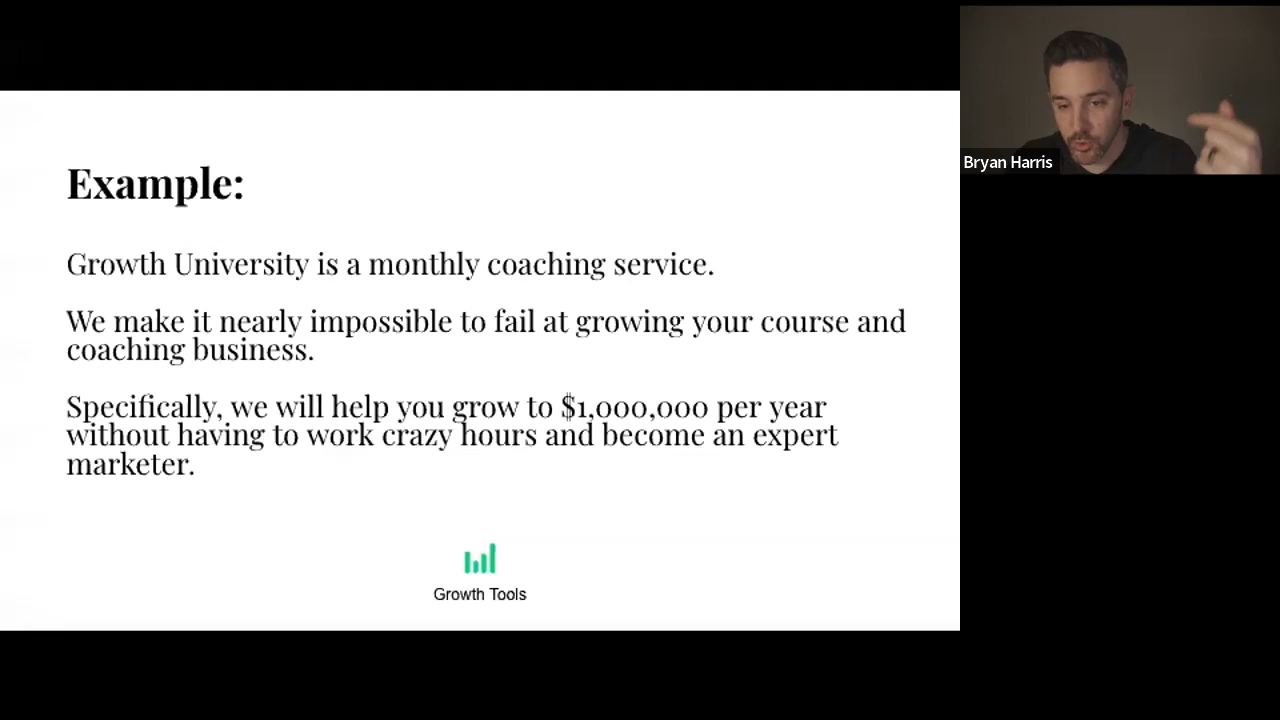 Example:
Growth University is a monthly coaching service.
We make it nearly impossible to fail at growing your course and
coaching business.
Specifically, we will help you grow to $1,000,000 per year
without having to work crazy hours and become an expert
marketer.
Growth Tools
Bryan Harris